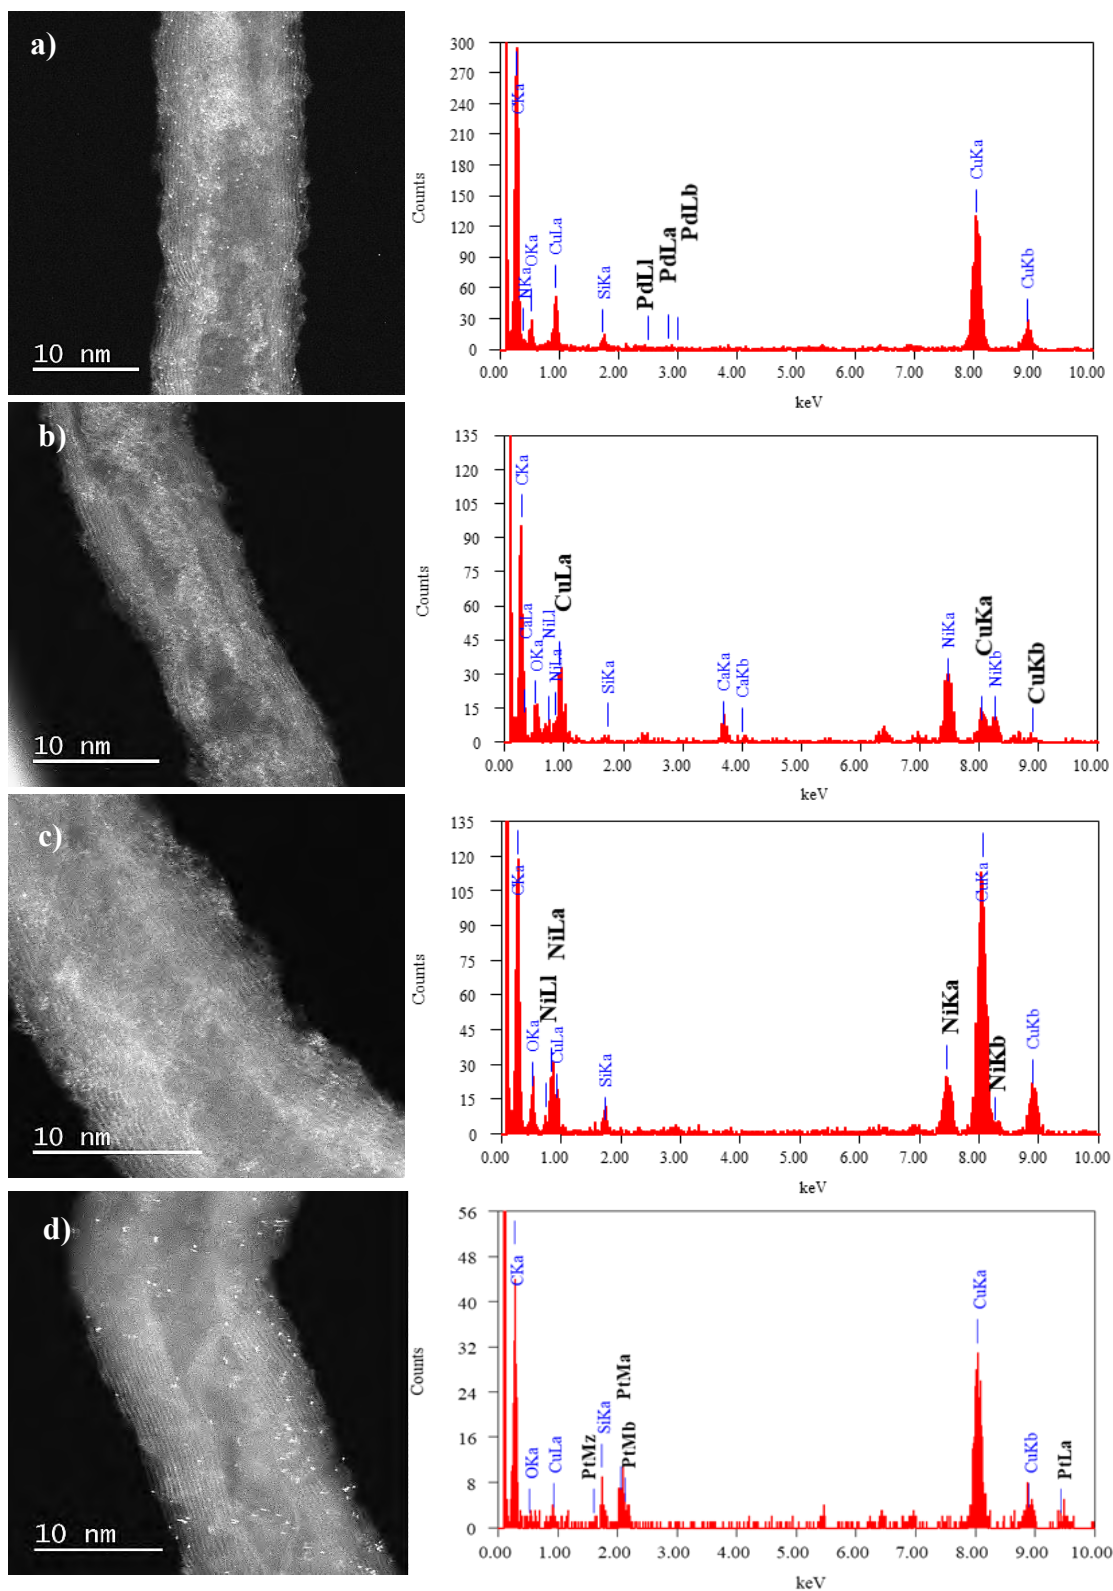 a)
10 nm
300
270
240
210
180
150
120
90
60
30
0
Counts
CKa
NKa
OKa
CuLa
SiKa
PdLl
PdLa
PdLb
CuKa
CuKb
0.00 1.00 2.00 3.00 4.00 5.00 6.00 7.00 8.00 9.00 10.00
keV
b)
10 nm
135
120
105
90
75
60
45
30
15
0
Counts
CKa
CaLa
OKa
NiLl
NiLa
CuLa
SiKa
CaKa
CaKb
NiKa
CuKa
NiKb
CuKb
0.00 1.00 2.00 3.00 4.00 5.00 6.00 7.00 8.00 9.00 10.00
keV
c)
10 nm
135
120
105
90
75
60
45
30
15
0
Counts
CKa
OKa
NiLl
NiLa
CuLa
SiKa
NiKa
CuKa
NiKb
CuKb
0.00 1.00 2.00 3.00 4.00 5.00 6.00 7.00 8.00 9.00 10.00
keV
d)
10 nm
56
48
40
32
24
16
8
0
Counts
CKa
OKa
CuLa
PtMz
SiKa
PtMa
PtMb
CuKa
CuKb
PtLa
0.00 1.00 2.00 3.00 4.00 5.00 6.00 7.00 8.00 9.00 10.00
keV